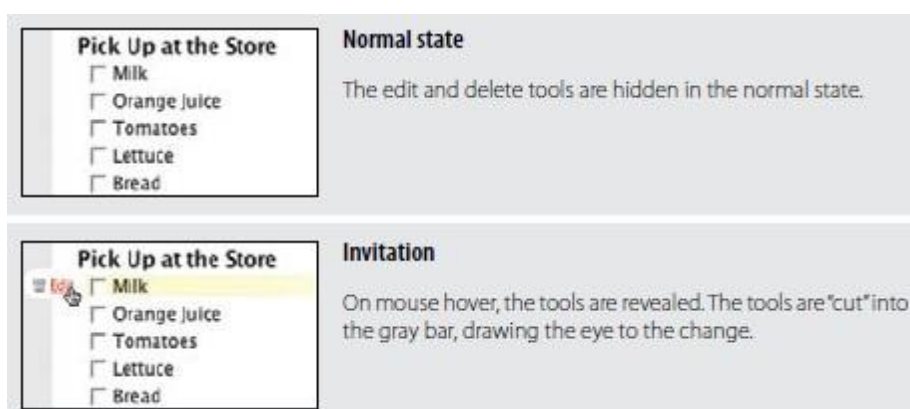 Pick Up at the Store
Milk
Orange Juice
Tomatoes
Lettuce
Bread
Normal state
The edit and delete tools are hidden in the normal state.
Pick Up at the Store
Edit
Milk
Orange Juice
Tomatoes
Lettuce
Bread
Invitation
On mouse hover, the tools are revealed. The tools are "cut" into
the gray bar, drawing the eye to the change.